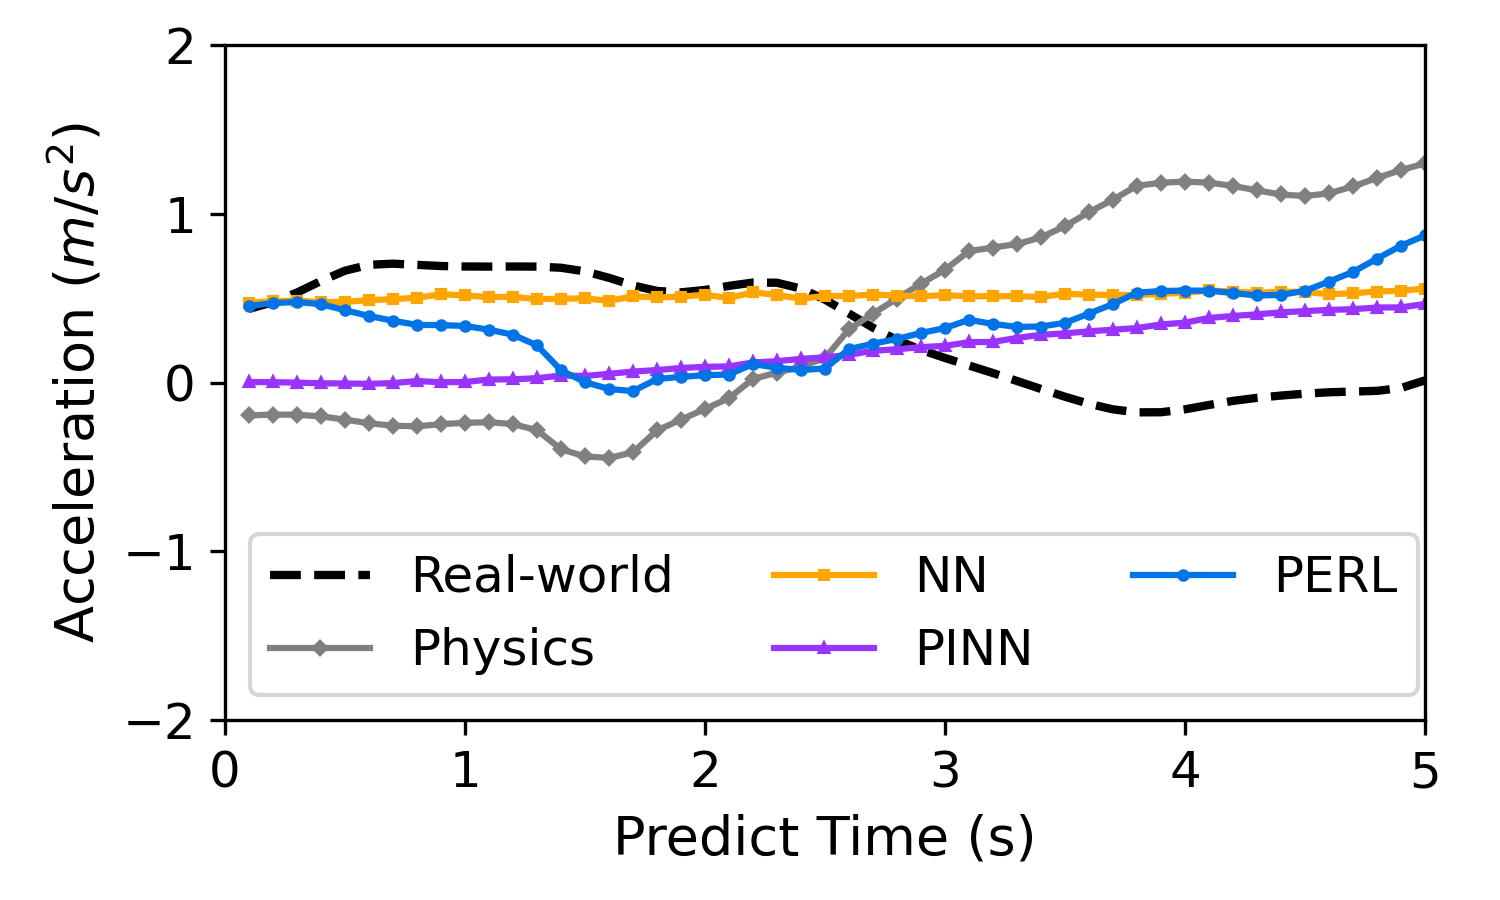 2
1
0
−1
−2
Acceleration (m/s²)
Real-world
NN
PERL
Physics
PINN
0 1 2 3 4 5
Predict Time (s)